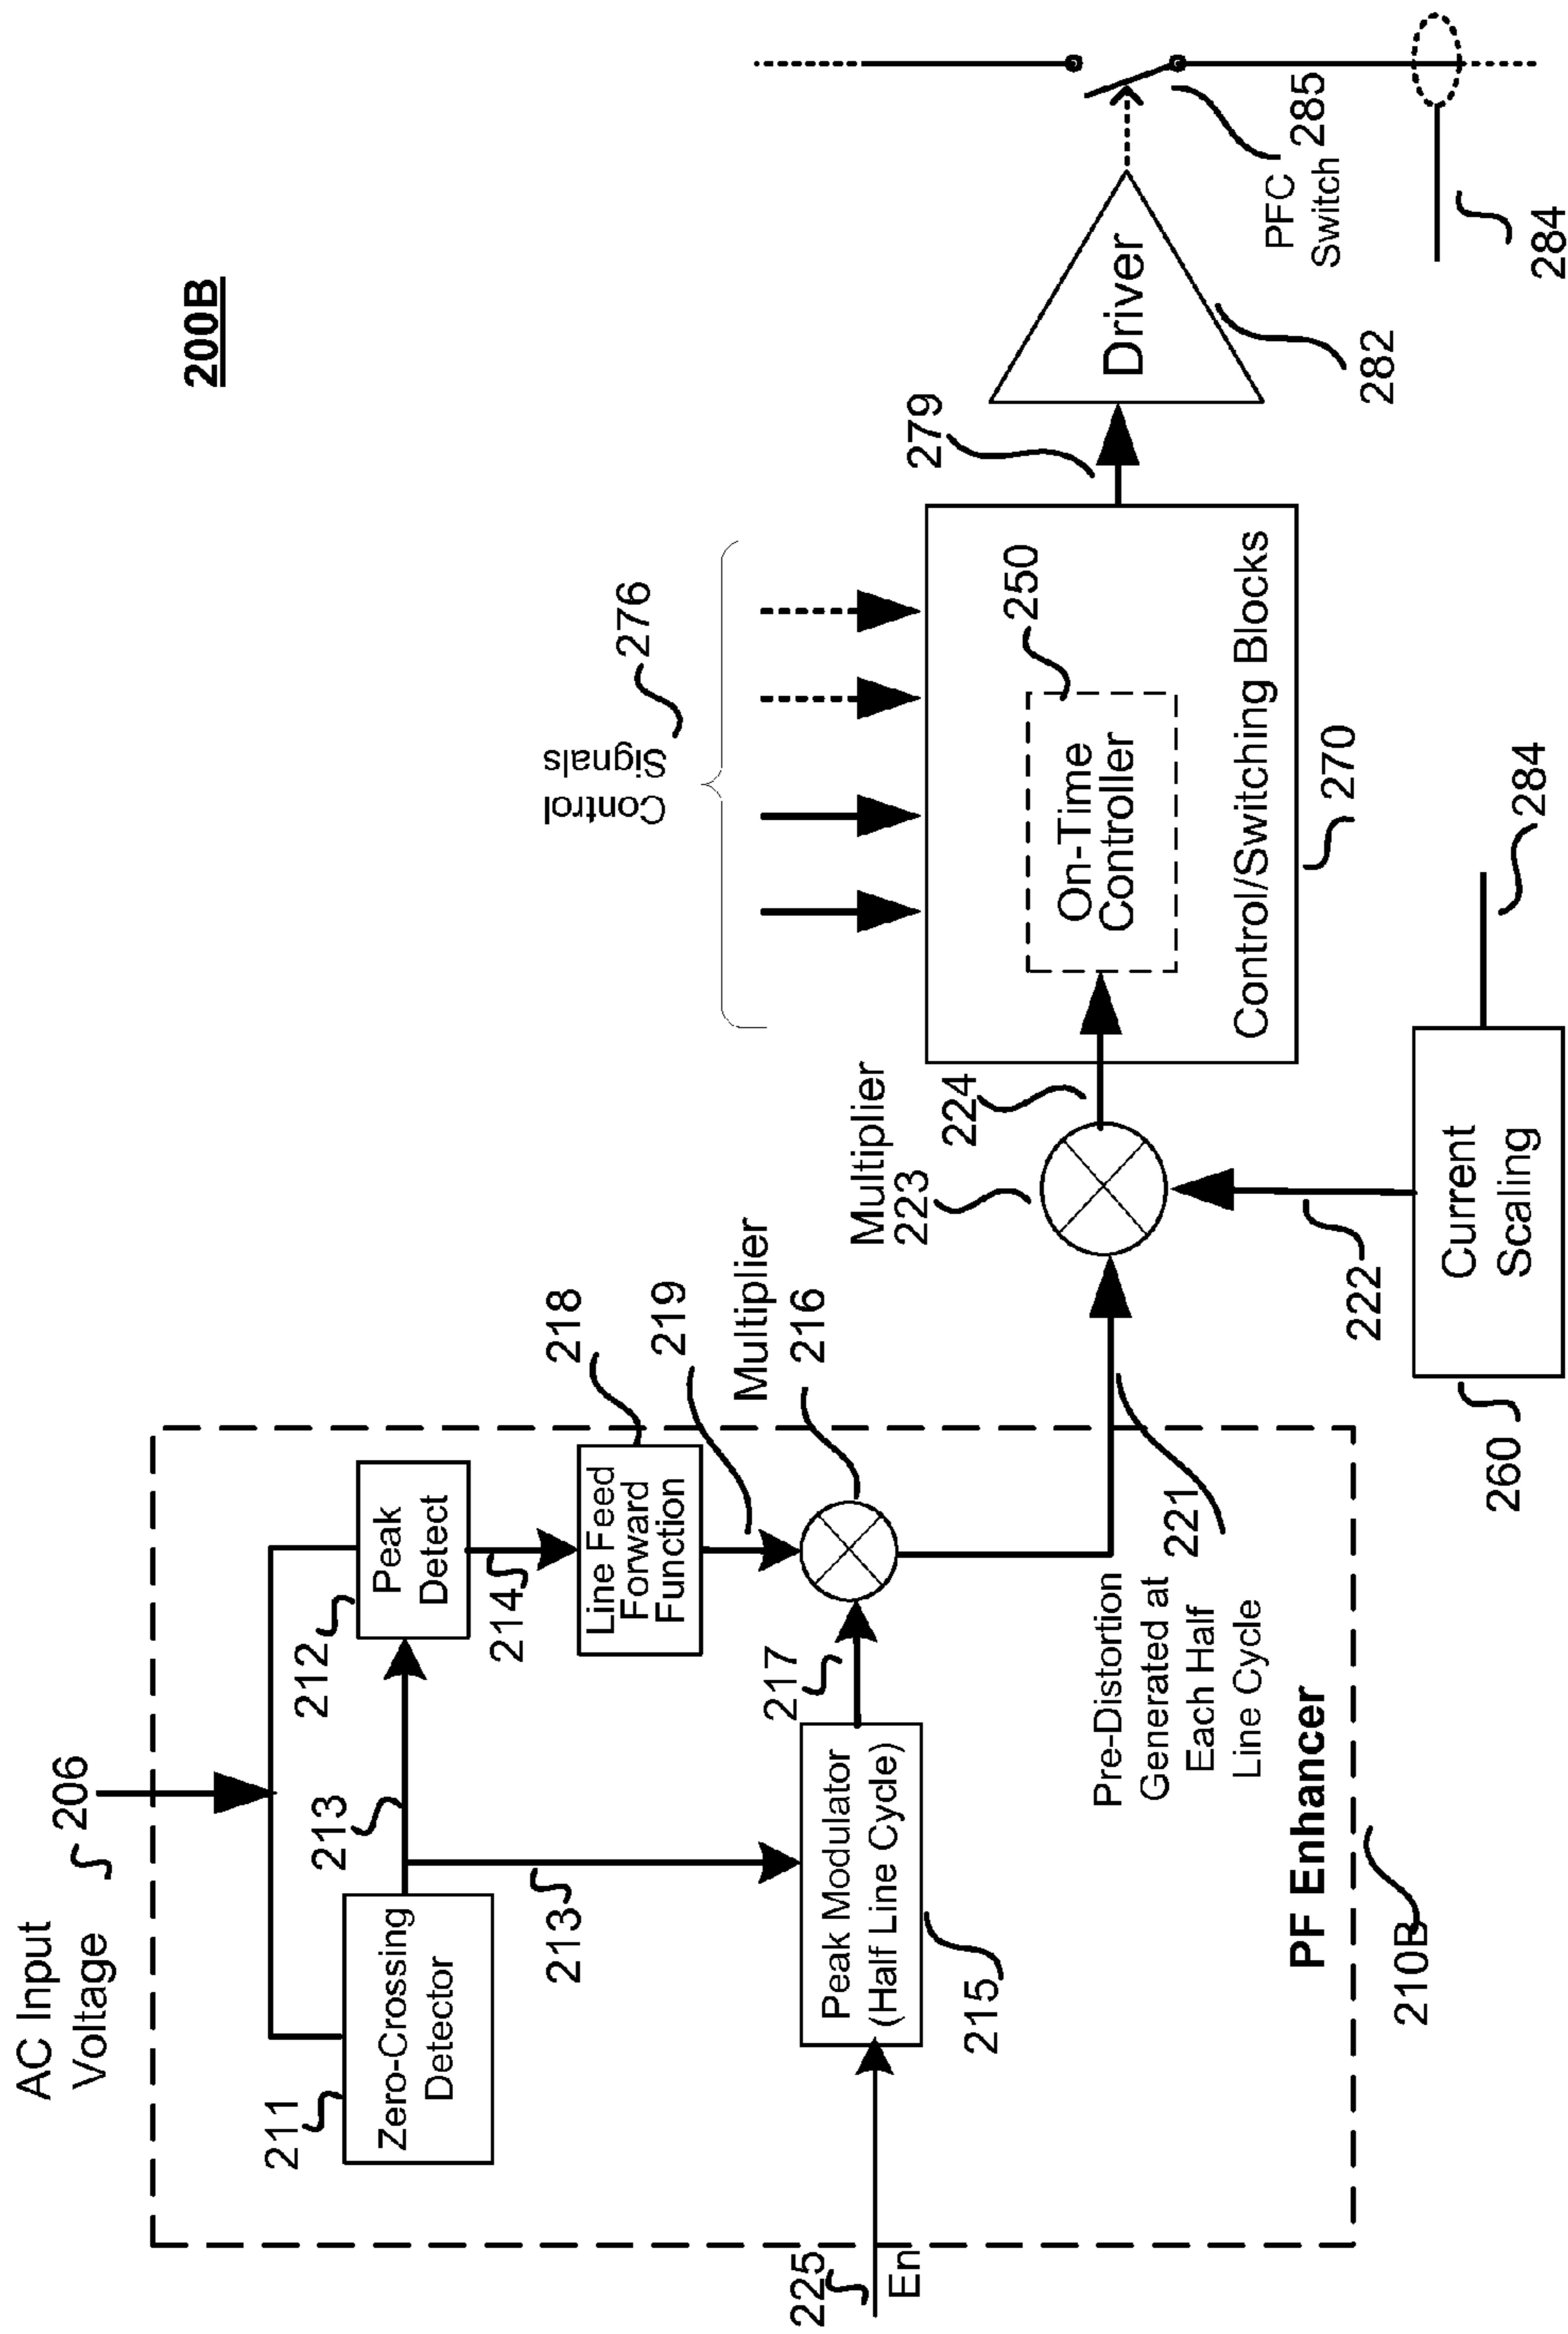 200B
AC Input
Voltage
206
211
Zero-Crossing
Detector
213
212
Peak
Detect
214
213
218
Line Feed
Forward
Function
219
Multiplier
216
217
Peak Modulator
(Half Line Cycle)
215
225
En
221
Pre-Distortion
Generated at
Each Half
Line Cycle
PF Enhancer
210B
Multiplier
223
224
222
Current
Scaling
260
284
Control
Signals
276
250
On-Time
Controller
Control/Switching Blocks
270
279
Driver
282
PFC
Switch
285
284